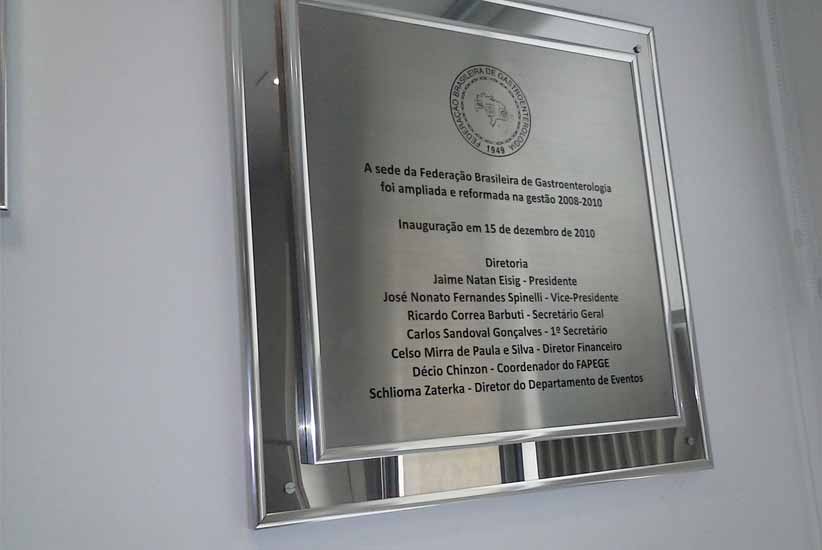 FEDERAÇÃO BRASILEIRA DE GASTROENTEROLOGIA
1949
A sede da Federação Brasileira de Gastroenterologia
foi ampliada e reformada na gestão 2008-2010
Inauguração em 15 de dezembro de 2010
Diretoria
Jaime Natan Eisig - Presidente
José Nonato Fernandes Spinelli - Vice-Presidente
Ricardo Correa Barbuti - Secretário Geral
Carlos Sandoval Gonçalves - 1º Secretário
Celso Mirra de Paula e Silva - Diretor Financeiro
Décio Chinzon - Coordenador do FAPEGE
Schlioma Zaterka - Diretor do Departamento de Eventos